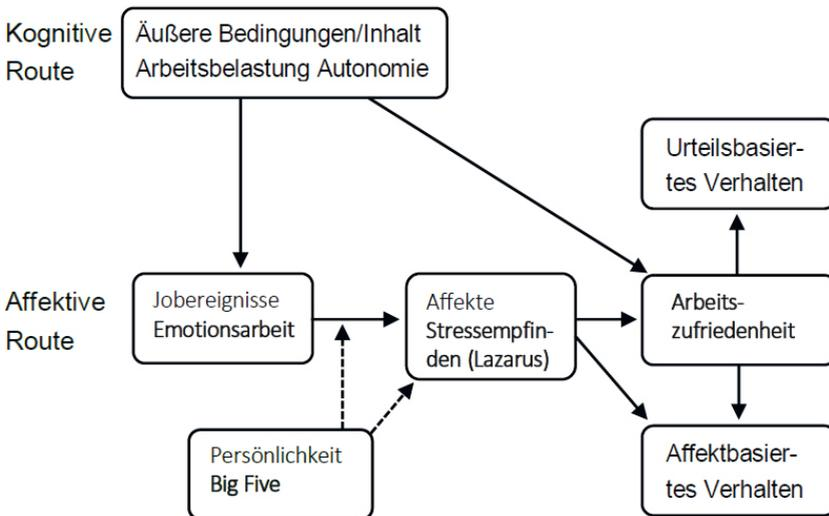 Kognitive
Route
Äußere Bedingungen/Inhalt
Arbeitsbelastung Autonomie
Urteilsbasier-
tes Verhalten
Affektive
Route
Jobereignisse
Emotionsarbeit
Affekte
Stressempfin-
den (Lazarus)
Arbeits-
zufriedenheit
Persönlichkeit
Big Five
Affektbasier-
tes Verhalten